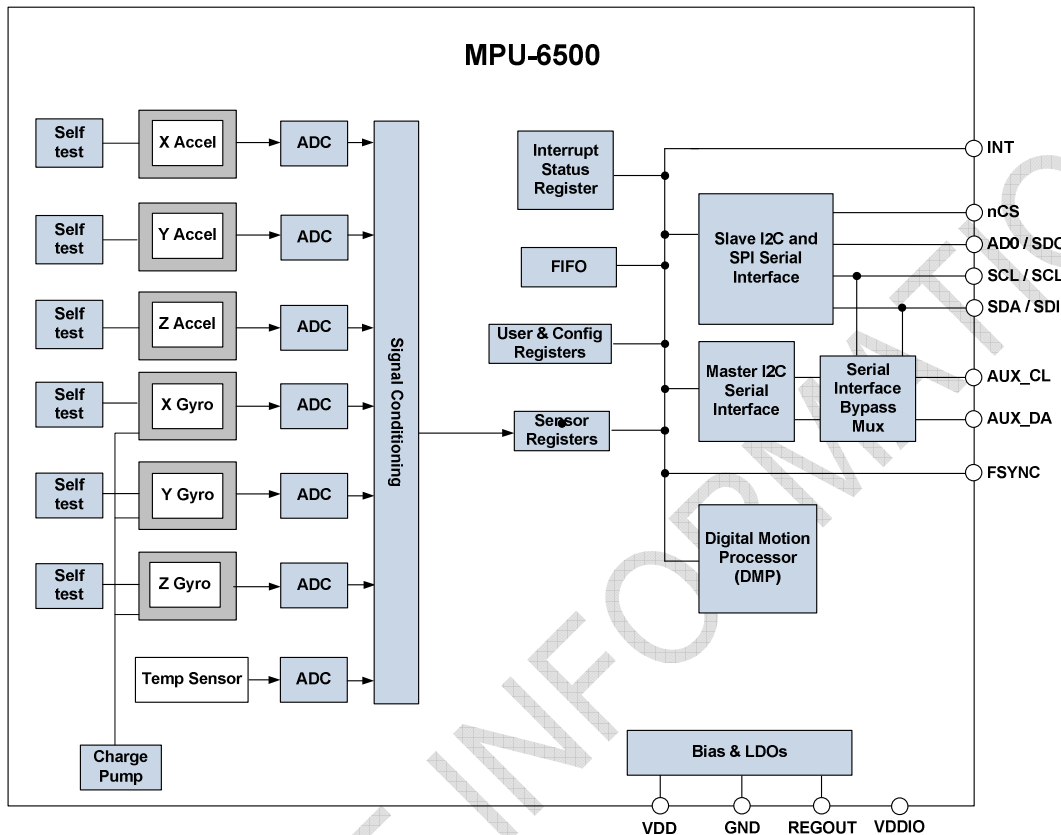 MPU-6500
Self
test
X Accel
ADC
Self
test
Y Accel
ADC
Self
test
Z Accel
ADC
Self
test
X Gyro
ADC
Self
test
Y Gyro
ADC
Self
test
Z Gyro
ADC
Temp Sensor
ADC
Charge
Pump
Signal Conditioning
Interrupt
Status
Register
FIFO
User & Config
Registers
Sensor
Registers
Slave I2C and
SPI Serial
Interface
Master I2C
Serial
Interface
Serial
Interface
Bypass
Mux
Digital Motion
Processor
(DMP)
Bias & LDOs
INT
nCS
AD0 / SDO
SCL / SCL
SDA / SDI
AUX_CL
AUX_DA
FSYNC
VDD
GND
REGOUT
VDDIO
INFORMATIO